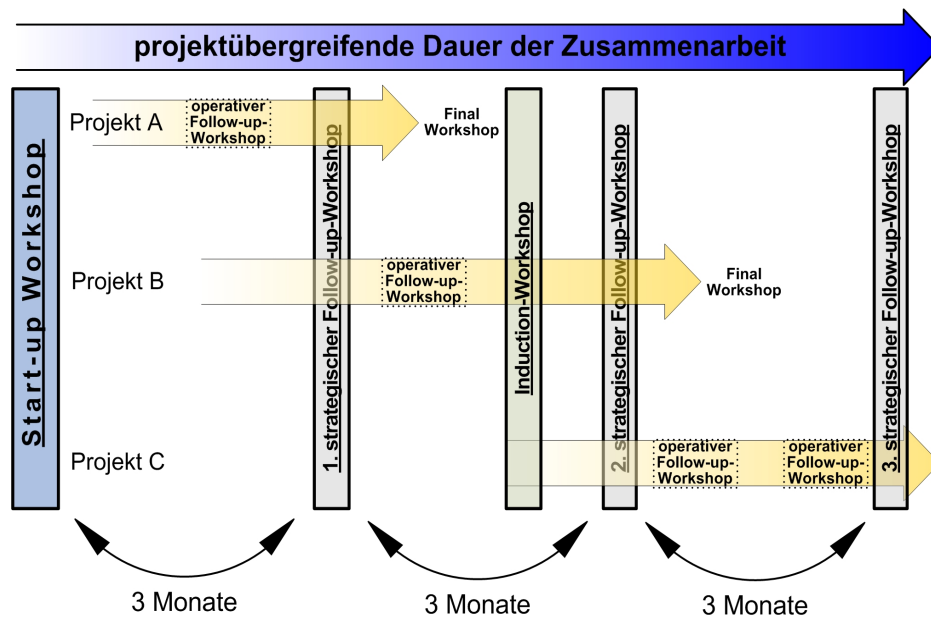 projektübergreifende Dauer der Zusammenarbeit
Start-up Workshop
Projekt A
operativer
Follow-up-
Workshop
Final
Workshop
1. strategischer Follow-up-Workshop
Projekt B
operativer
Follow-up-
Workshop
Induction-Workshop
2. strategischer Follow-up-Workshop
Final
Workshop
Projekt C
operativer
Follow-up-
Workshop
operativer
Follow-up-
Workshop
3. strategischer Follow-up-Workshop
3 Monate
3 Monate
3 Monate